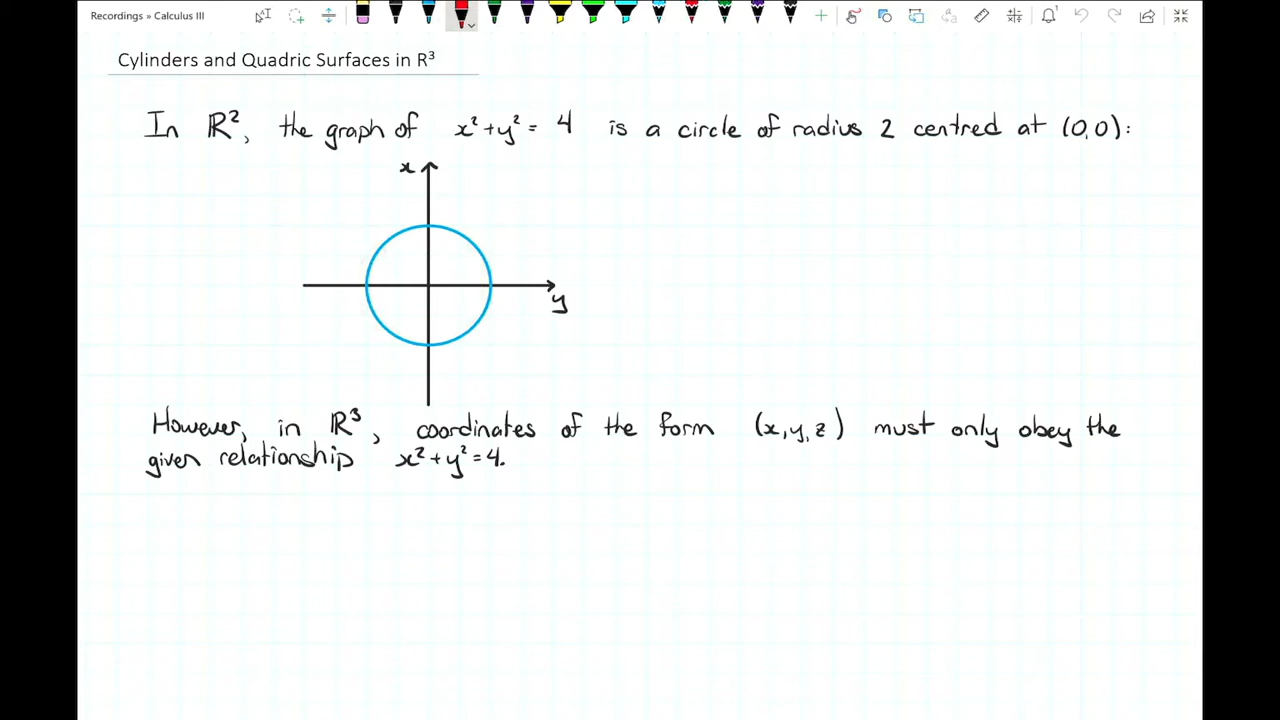 Recordings » Calculus III
Cylinders and Quadric Surfaces in R³
In ℝ², the graph of x²+y²= 4 is a circle of radius 2 centred at (0,0):
x
y
However, in ℝ³, coordinates of the form (x,y,z) must only obey the
given relationship x²+y²=4.